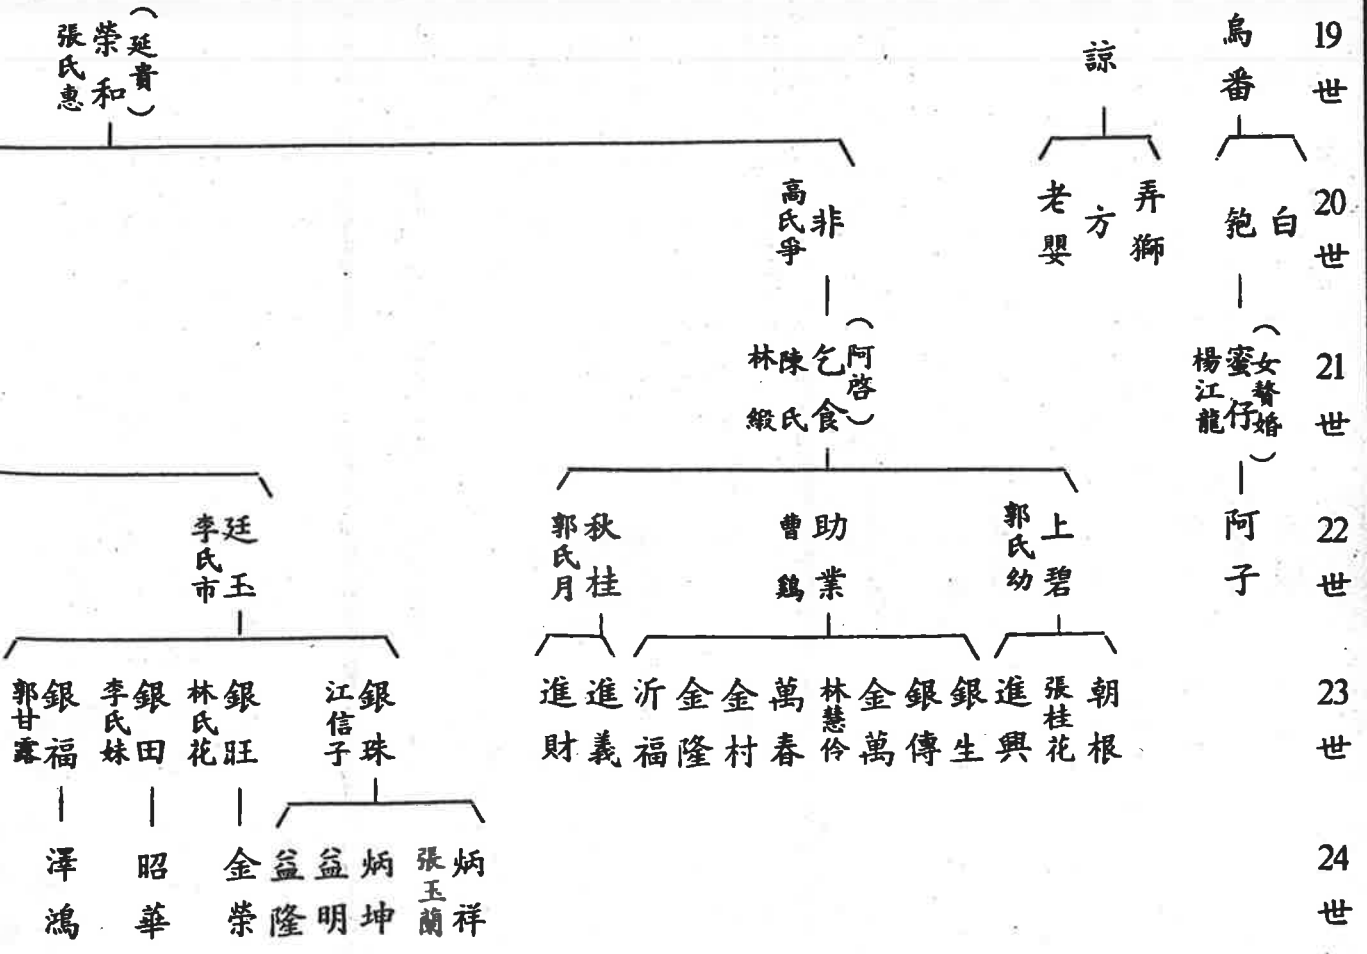 19世
烏番
諒
（延貴）
榮和
張氏惠
20世
白
匏
弄獅
方
老嬰
非
高氏爭
21世
（女贅婚）
蜜仔
楊江龍
（阿啓）
乞食
陳氏
林緞
22世
阿子
上碧
郭氏幼
助業
曹鷄
秋桂
郭氏月
廷玉
李氏市
23世
朝根
張桂花
進興
銀生
銀傳
金萬
林慧伶
萬春
金村
金隆
沂福
進義
進財
銀珠
江信子
銀旺
林氏花
銀田
李氏妹
銀福
郭甘露
24世
炳祥
張玉蘭
炳坤
益明
益隆
金榮
昭華
澤鴻